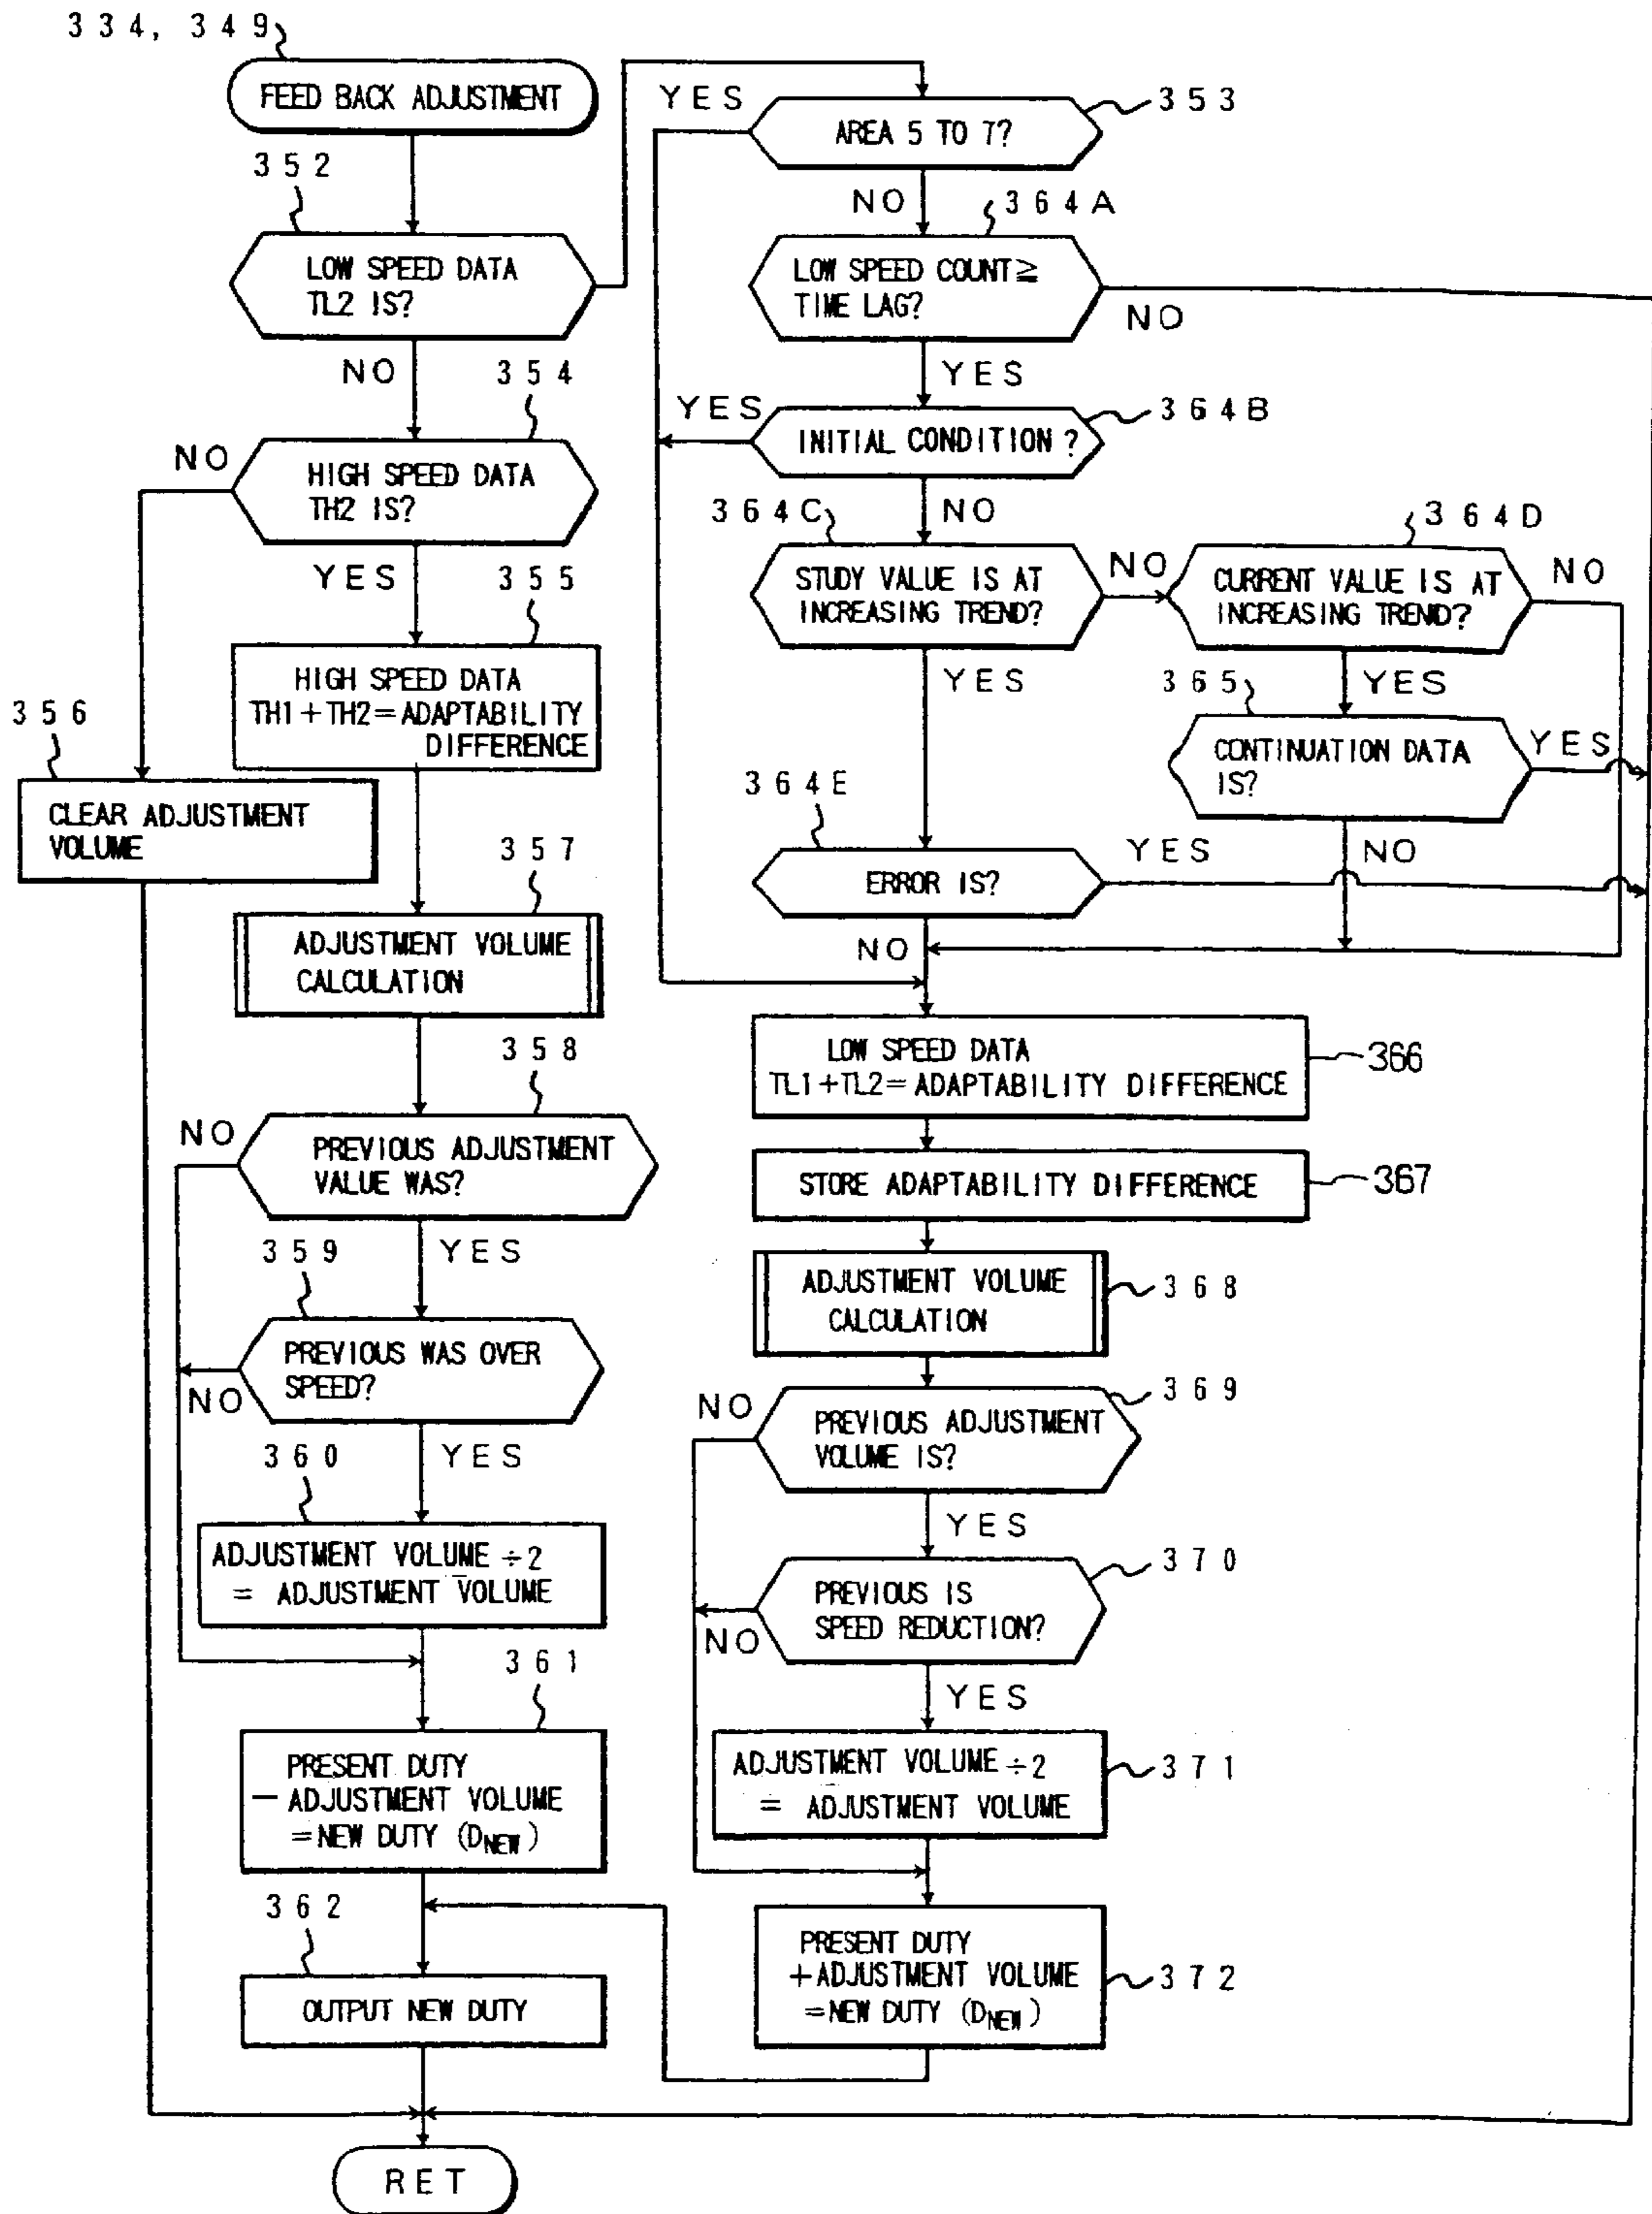 334, 349
FEED BACK ADJUSTMENT
352
LOW SPEED DATA
TL2 IS?
NO
354
NO
HIGH SPEED DATA
TH2 IS?
YES
355
HIGH SPEED DATA
TH1+TH2=ADAPTABILITY
DIFFERENCE
356
CLEAR ADJUSTMENT
VOLUME
357
ADJUSTMENT VOLUME
CALCULATION
358
NO
PREVIOUS ADJUSTMENT
VALUE WAS?
359
YES
PREVIOUS WAS OVER
SPEED?
NO
360
YES
ADJUSTMENT VOLUME ÷2
= ADJUSTMENT VOLUME
361
PRESENT DUTY
− ADJUSTMENT VOLUME
=NEW DUTY (DNEW)
362
OUTPUT NEW DUTY
RET
YES
353
AREA 5 TO 7?
NO
364A
LOW SPEED COUNT≧
TIME LAG?
NO
YES
YES
364B
INITIAL CONDITION ?
364C
NO
364D
STUDY VALUE IS AT
INCREASING TREND?
NO
CURRENT VALUE IS AT
INCREASING TREND?
NO
YES
365
YES
CONTINUATION DATA
IS?
YES
364E
YES
NO
ERROR IS?
NO
LOW SPEED DATA
TL1+TL2= ADAPTABILITY DIFFERENCE
366
STORE ADAPTABILITY DIFFERENCE
367
ADJUSTMENT VOLUME
CALCULATION
368
NO
369
PREVIOUS ADJUSTMENT
VOLUME IS?
YES
370
PREVIOUS IS
SPEED REDUCTION?
NO
YES
ADJUSTMENT VOLUME ÷2
= ADJUSTMENT VOLUME
371
PRESENT DUTY
+ADJUSTMENT VOLUME
=NEW DUTY (DNEW)
372